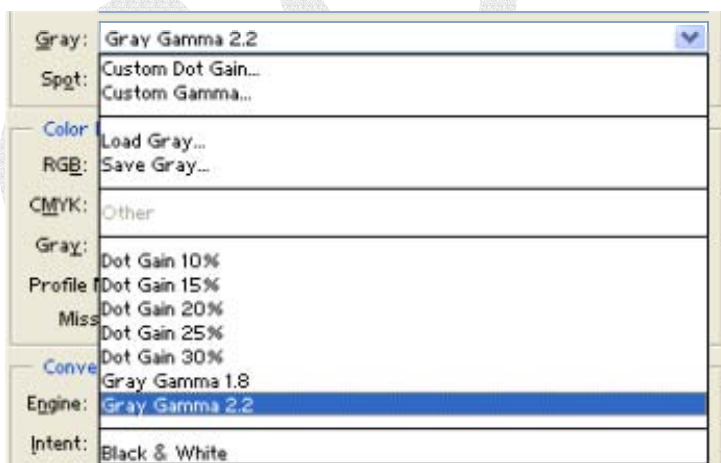 Gray: Gray Gamma 2.2
Spot:
Custom Dot Gain...
Custom Gamma...
Color
Load Gray...
RGB: Save Gray...
CMYK: Other
Gray:
Dot Gain 10%
Profile Dot Gain 15%
Dot Gain 20%
Miss
Dot Gain 25%
Dot Gain 30%
Conve
Gray Gamma 1.8
Engine: Gray Gamma 2.2
Intent: Black & White